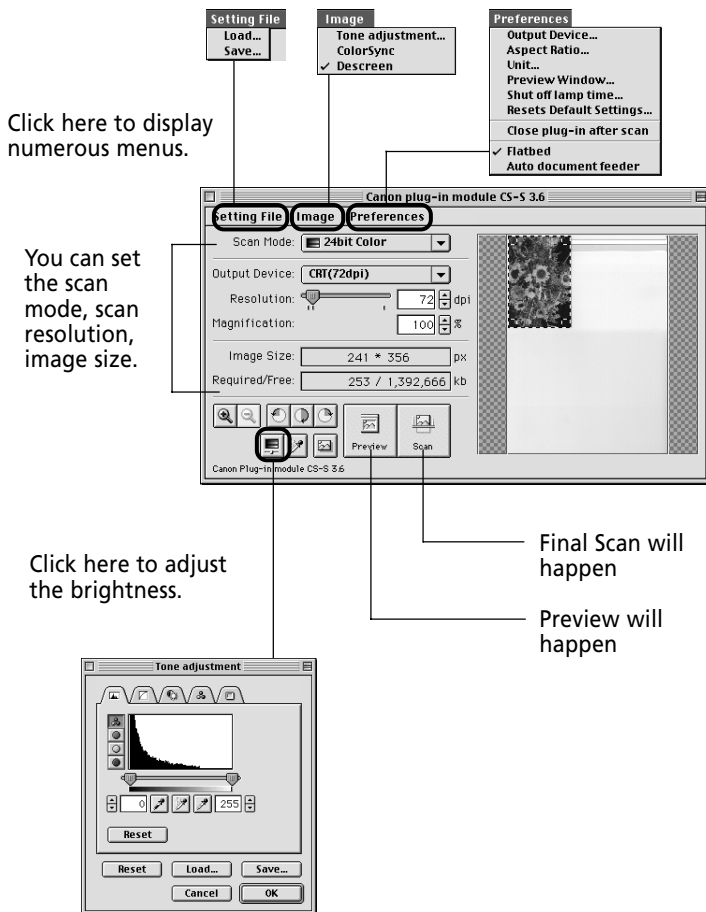 Setting File
Load...
Save...
Image
Tone adjustment...
ColorSync
✓ Descreen
Preferences
Output Device...
Aspect Ratio...
Unit...
Preview Window...
Shut off lamp time...
Resets Default Settings...
Close plug-in after scan
✓ Flatbed
Auto document feeder
Click here to display
numerous menus.
Canon plug-in module CS-S 3.6
Setting File Image Preferences
Scan Mode: 24bit Color
Output Device: CRT(72dpi)
Resolution: 72 dpi
Magnification: 100 %
Image Size: 241 * 356 px
Required/Free: 253 / 1,392,666 kb
Preview Scan
Canon Plug-in module CS-S 3.6
You can set
the scan
mode, scan
resolution,
image size.
Click here to adjust
the brightness.
Final Scan will
happen
Preview will
happen
Tone adjustment
0 255
Reset
Reset Load... Save...
Cancel OK